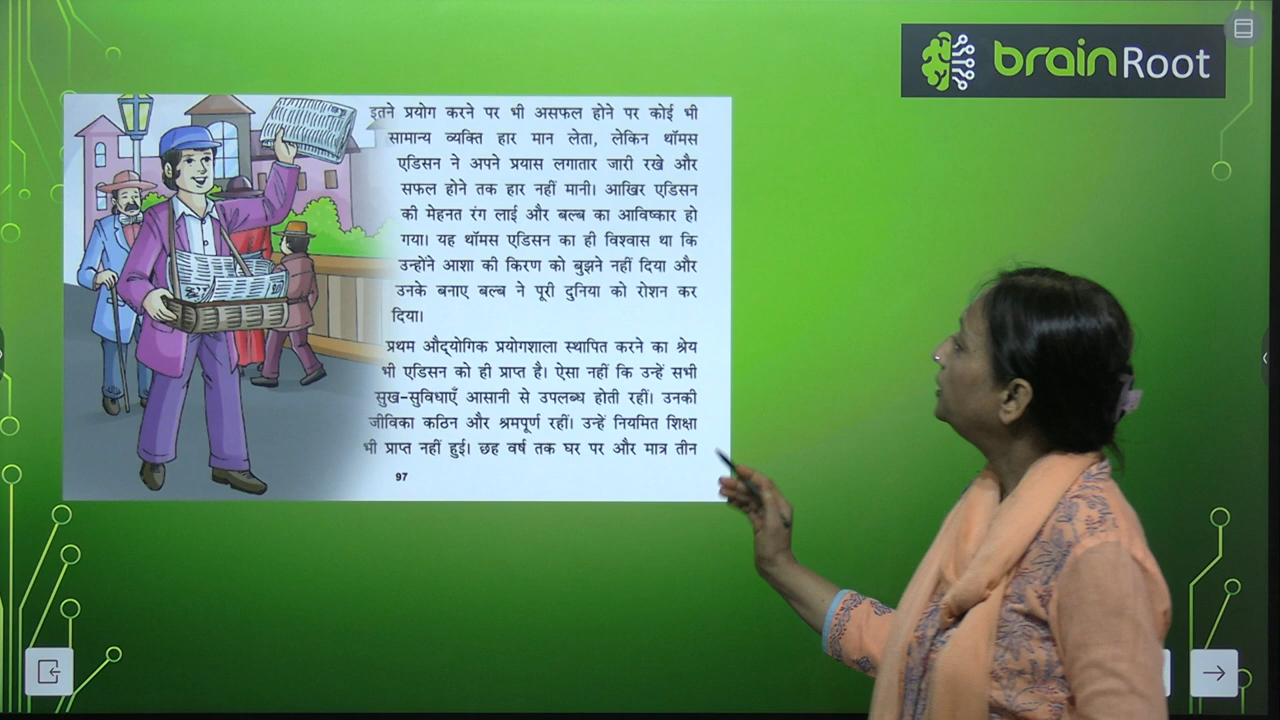 brainRoot
इतने प्रयोग करने पर भी असफल होने पर कोई भी
सामान्य व्यक्ति हार मान लेता, लेकिन थॉमस
एडिसन ने अपने प्रयास लगातार जारी रखे और
सफल होने तक हार नहीं मानी। आखिर एडिसन
की मेहनत रंग लाई और बल्ब का आविष्कार हो
गया। यह थॉमस एडिसन का ही विश्वास था कि
उन्होंने आशा की किरण को बुझने नहीं दिया और
उनके बनाए बल्ब ने पूरी दुनिया को रोशन कर
दिया।
प्रथम औद्योगिक प्रयोगशाला स्थापित करने का श्रेय
भी एडिसन को ही प्राप्त है। ऐसा नहीं कि उन्हें सभी
सुख-सुविधाएँ आसानी से उपलब्ध होती रहीं। उनकी
जीविका कठिन और श्रमपूर्ण रहीं। उन्हें नियमित शिक्षा
भी प्राप्त नहीं हुई। छह वर्ष तक घर पर और मात्र तीन
97